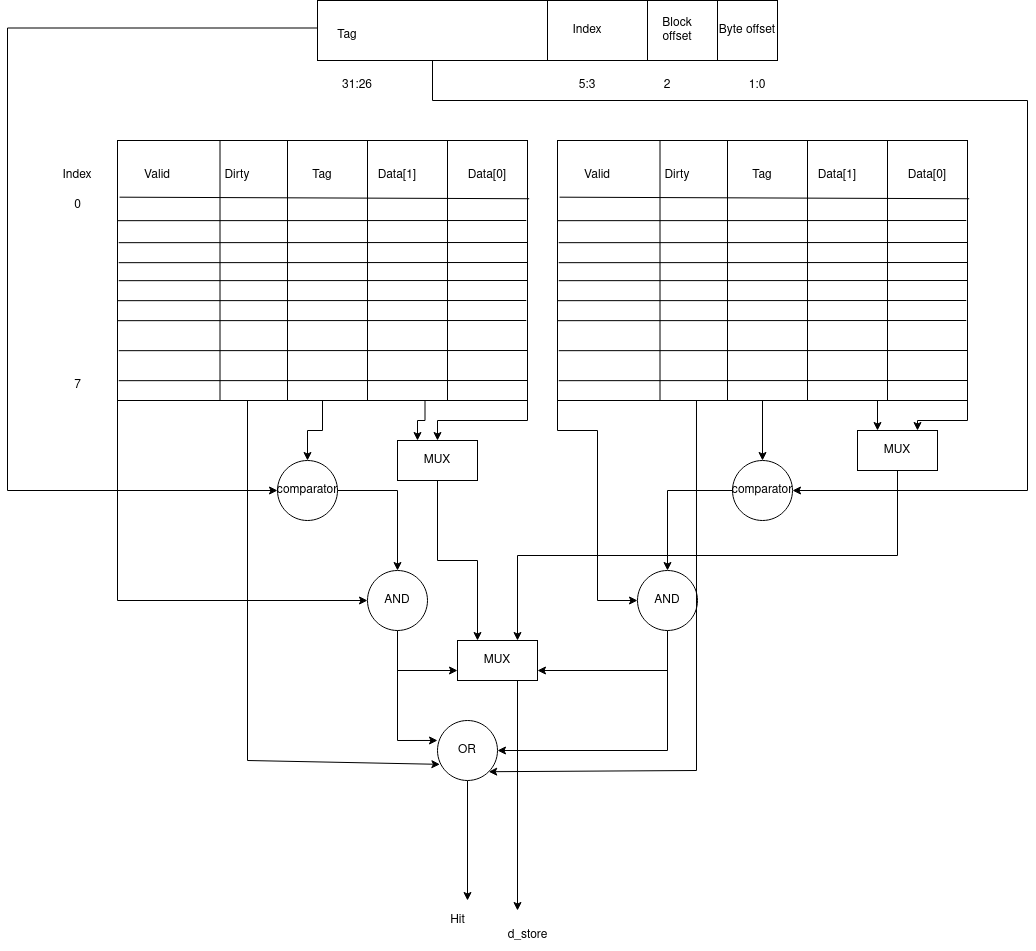 Tag
Index
Block
offset
Byte offset
31:26
5:3
2
1:0
Index
Valid
Dirty
Tag
Data[1]
Data[0]
Valid
Dirty
Tag
Data[1]
Data[0]
0
7
MUX
MUX
comparator
comparator
AND
AND
MUX
OR
Hit
d_store